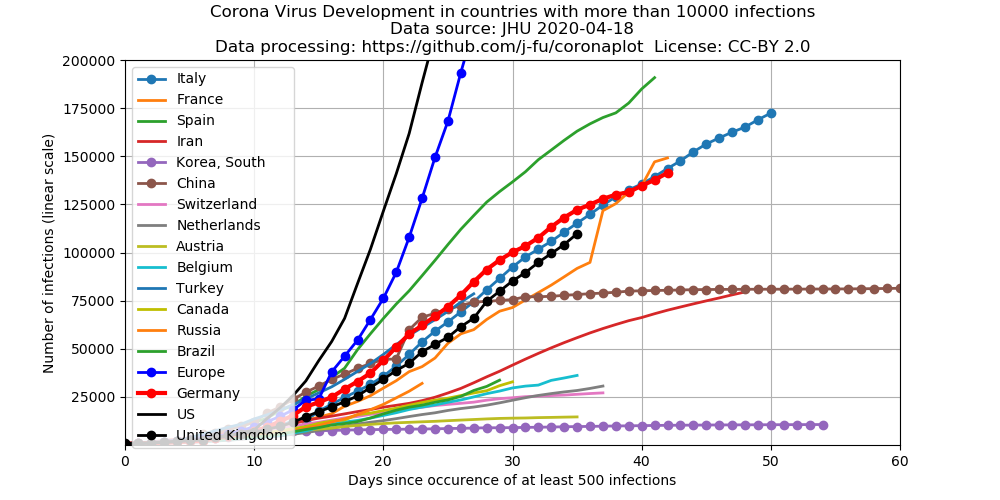 Corona Virus Development in countries with more than 10000 infections
Data source: JHU 2020-04-18
Data processing: https://github.com/j-fu/coronaplot License: CC-BY 2.0
Number of infections (linear scale)
200000
175000
150000
125000
100000
75000
50000
25000
Italy
France
Spain
Iran
Korea, South
China
Switzerland
Netherlands
Austria
Belgium
Turkey
Canada
Russia
Brazil
Europe
Germany
US
United Kingdom
0 10 20 30 40 50 60
Days since occurence of at least 500 infections